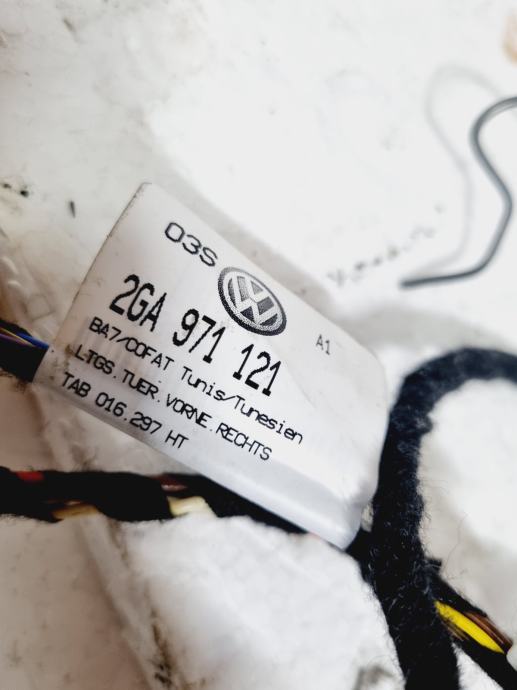 03S
2GA 971 121 A1
BA7/COFAT Tunis/Tunesien
LTGS.TUER.VORNE.RECHTS
TAB 016.297 HT